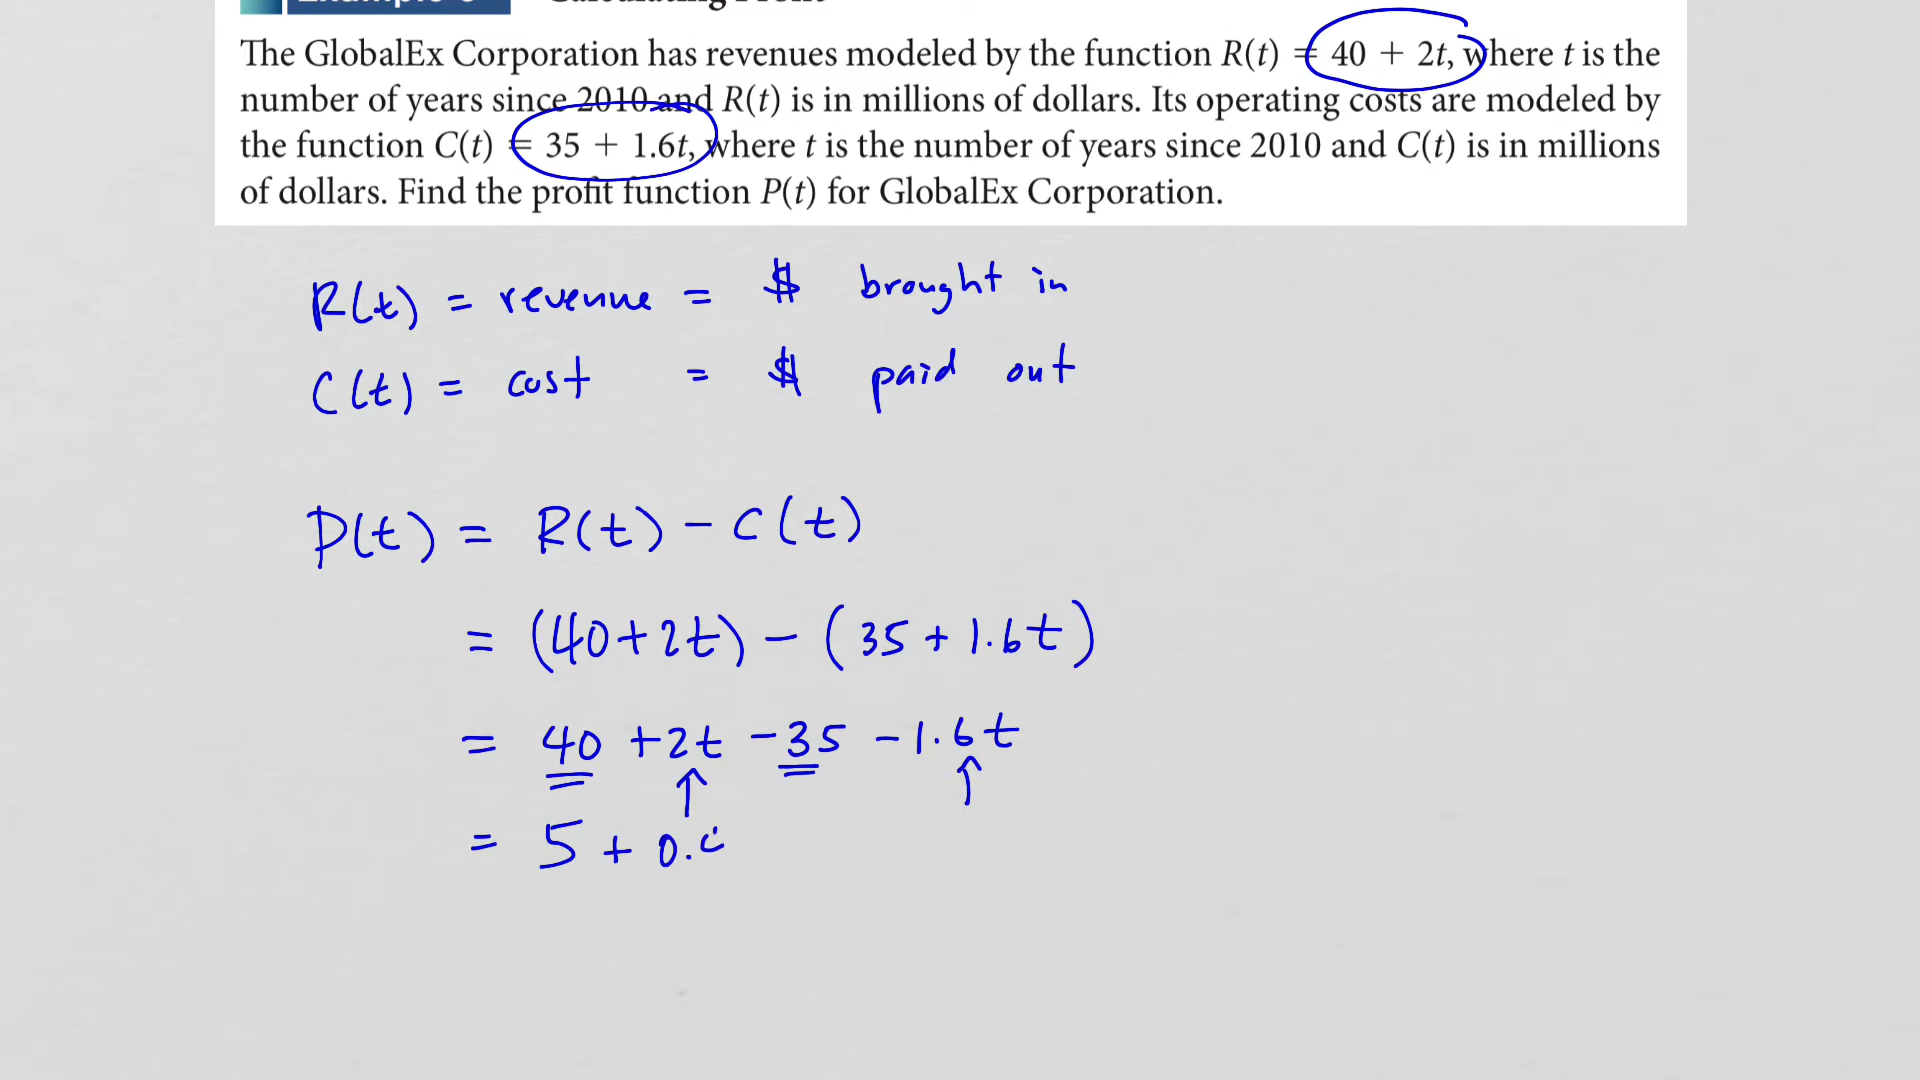 The GlobalEx Corporation has revenues modeled by the function R(t) = 40 + 2t, where t is the
number of years since 2010 and R(t) is in millions of dollars. Its operating costs are modeled by
the function C(t) = 35 + 1.6t, where t is the number of years since 2010 and C(t) is in millions
of dollars. Find the profit function P(t) for GlobalEx Corporation.
R(t) = revenue = $ brought in
C(t) = cost = $ paid out
P(t) = R(t) - C(t)
= (40+2t) - (35 + 1.6t)
= 40 +2t -35 -1.6t
= 5 + 0.